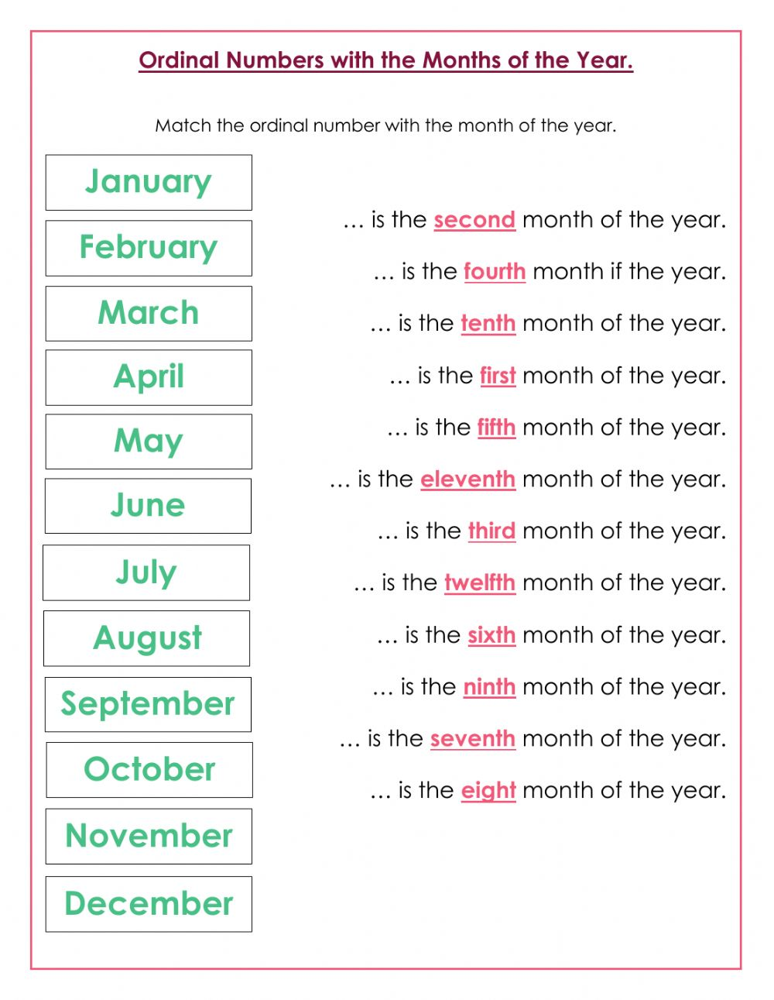 Ordinal Numbers with the Months of the Year.
Match the ordinal number with the month of the year.
January
February
March
April
May
June
July
August
September
October
November
December
… is the second month of the year.
… is the fourth month if the year.
… is the tenth month of the year.
… is the first month of the year.
… is the fifth month of the year.
… is the eleventh month of the year.
… is the third month of the year.
… is the twelfth month of the year.
… is the sixth month of the year.
… is the ninth month of the year.
… is the seventh month of the year.
… is the eight month of the year.